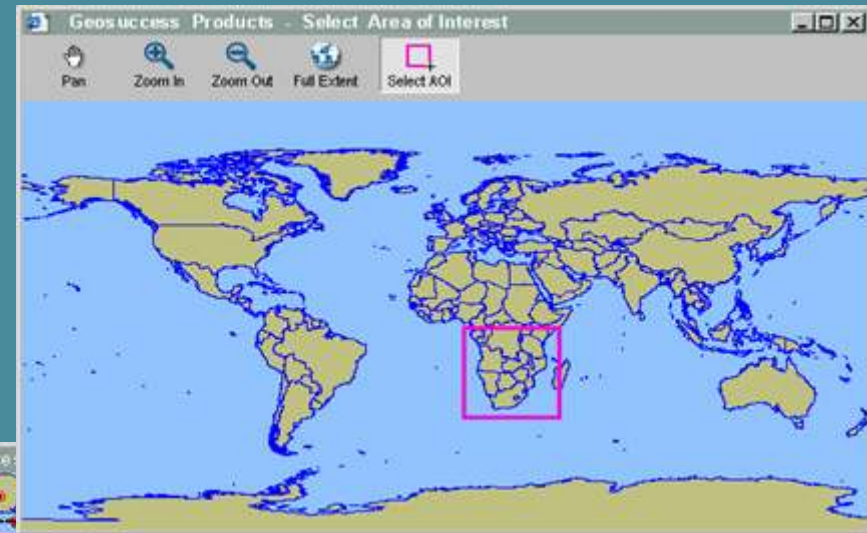 Geosuccess Products - Select Area of Interest
Pan Zoom In Zoom Out Full Extent Select AOI